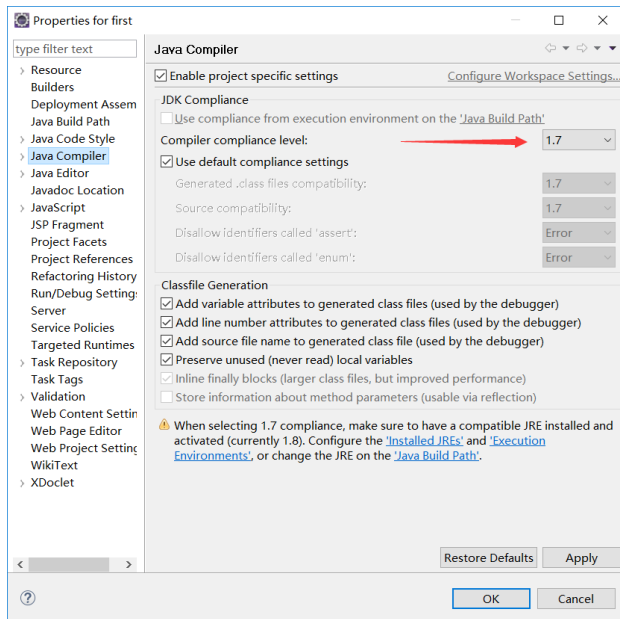 Properties for first
type filter text
Java Compiler
Resource
Builders
Deployment Assem
Java Build Path
Java Code Style
Java Compiler
Java Editor
Javadoc Location
JavaScript
JSP Fragment
Project Facets
Project References
Refactoring History
Run/Debug Setting
Server
Service Policies
Targeted Runtimes
Task Repository
Task Tags
Validation
Web Content Settin
Web Page Editor
Web Project Setting
WikiText
XDoclet
Enable project specific settings
Configure Workspace Settings...
JDK Compliance
Use compliance from execution environment on the 'Java Build Path'
Compiler compliance level: 1.7
Use default compliance settings
Generated .class files compatibility: 1.7
Source compatibility: 1.7
Disallow identifiers called 'assert': Error
Disallow identifiers called 'enum': Error
Classfile Generation
Add variable attributes to generated class files (used by the debugger)
Add line number attributes to generated class files (used by the debugger)
Add source file name to generated class file (used by the debugger)
Preserve unused (never read) local variables
Inline finally blocks (larger class files, but improved performance)
Store information about method parameters (usable via reflection)
When selecting 1.7 compliance, make sure to have a compatible JRE installed and
activated (currently 1.8). Configure the 'Installed JREs' and 'Execution
Environments', or change the JRE on the 'Java Build Path'.
Restore Defaults
Apply
OK
Cancel